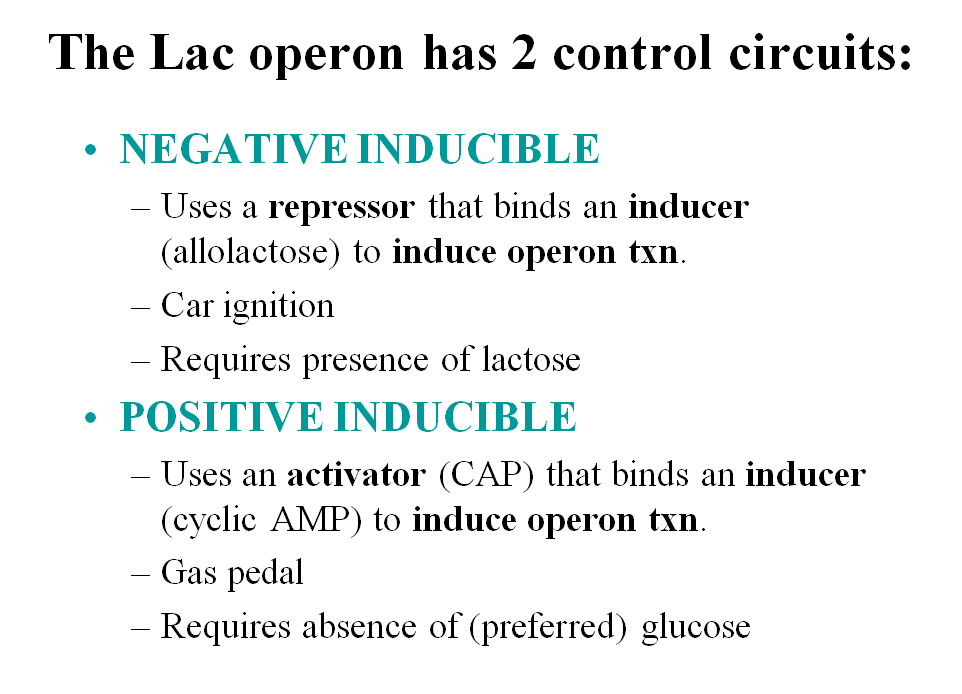 The Lac operon has 2 control circuits:
• NEGATIVE INDUCIBLE
– Uses a repressor that binds an inducer
(allolactose) to induce operon txn.
– Car ignition
– Requires presence of lactose
• POSITIVE INDUCIBLE
– Uses an activator (CAP) that binds an inducer
(cyclic AMP) to induce operon txn.
– Gas pedal
– Requires absence of (preferred) glucose